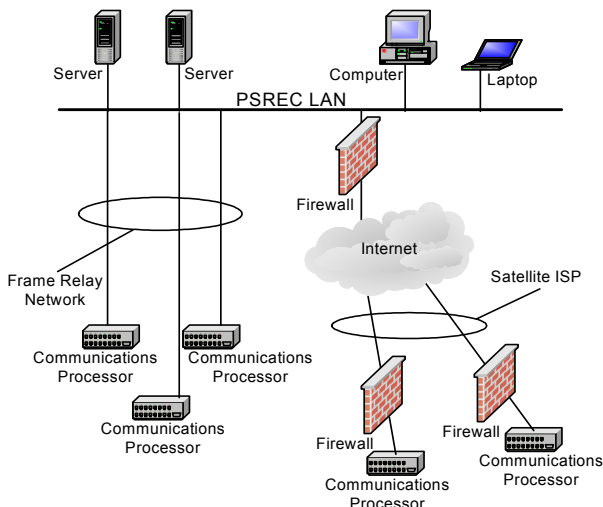 Server
Server
Computer
Laptop
PSREC LAN
Firewall
Internet
Frame Relay
Network
Satellite ISP
Communications
Processor
Communications
Processor
Communications
Processor
Firewall
Firewall
Communications
Processor
Communications
Processor